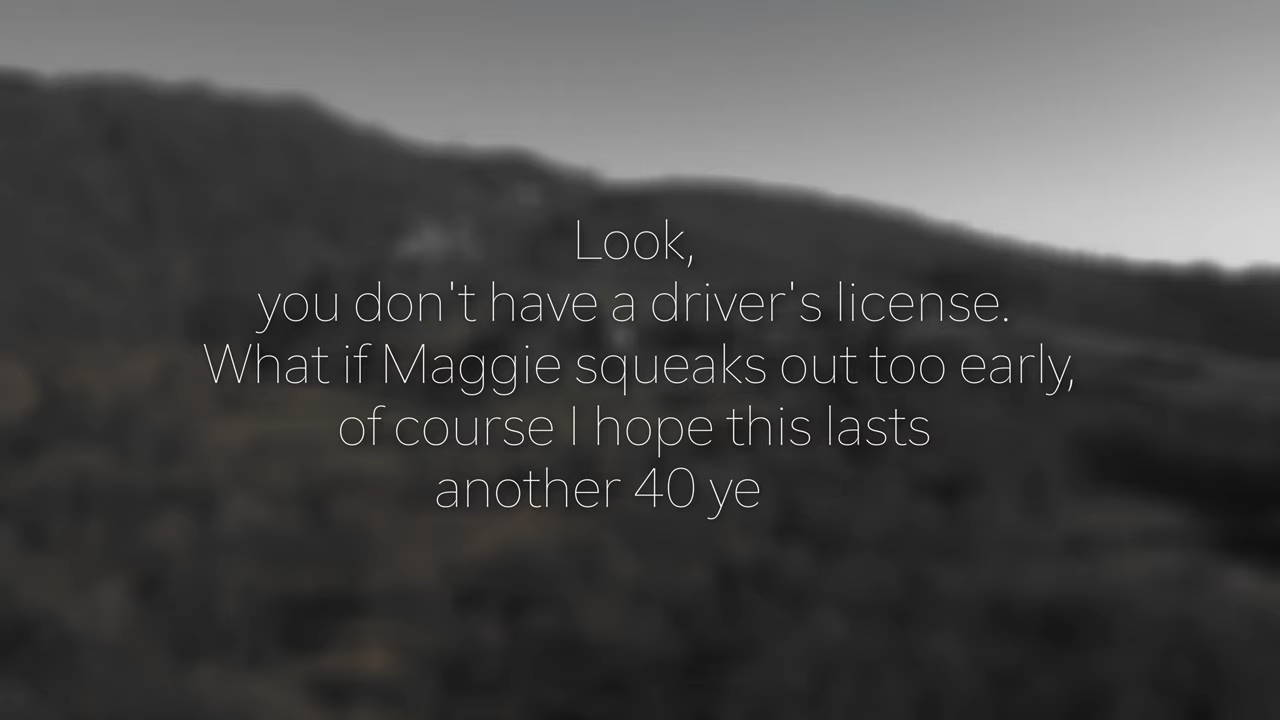 Look,
you don't have a driver's license.
What if Maggie squeaks out too early,
of course I hope this lasts
another 40 ye